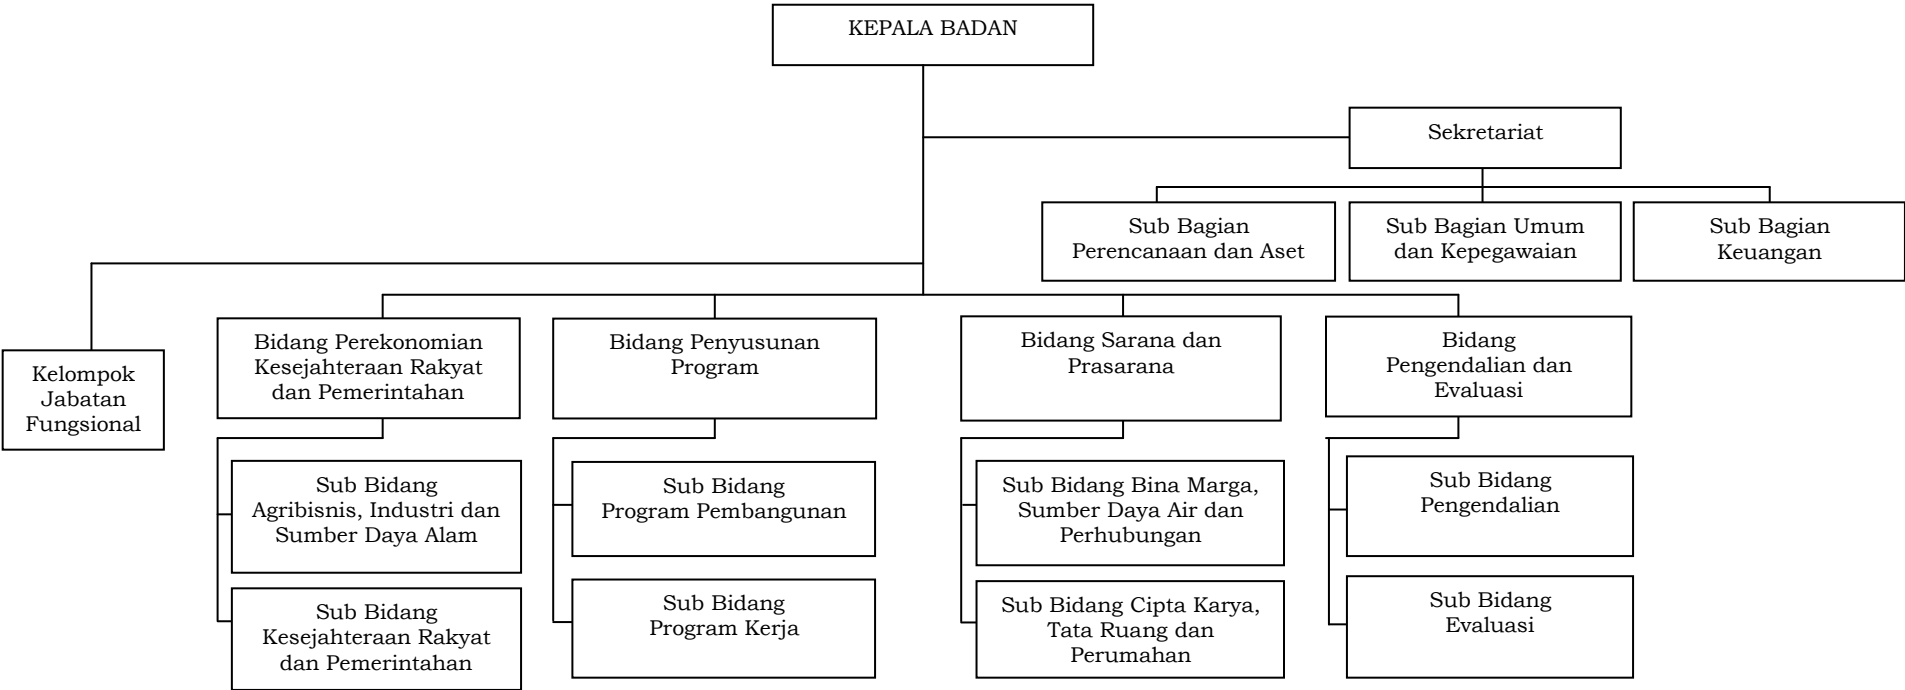 KEPALA BADAN
Sekretariat
Sub Bagian
Perencanaan dan Aset
Sub Bagian Umum
dan Kepegawaian
Sub Bagian
Keuangan
Kelompok
Jabatan
Fungsional
Bidang Perekonomian
Kesejahteraan Rakyat
dan Pemerintahan
Bidang Penyusunan
Program
Bidang Sarana dan
Prasarana
Bidang
Pengendalian dan
Evaluasi
Sub Bidang
Agribisnis, Industri dan
Sumber Daya Alam
Sub Bidang
Program Pembangunan
Sub Bidang Bina Marga,
Sumber Daya Air dan
Perhubungan
Sub Bidang
Pengendalian
Sub Bidang
Kesejahteraan Rakyat
dan Pemerintahan
Sub Bidang
Program Kerja
Sub Bidang Cipta Karya,
Tata Ruang dan
Perumahan
Sub Bidang
Evaluasi